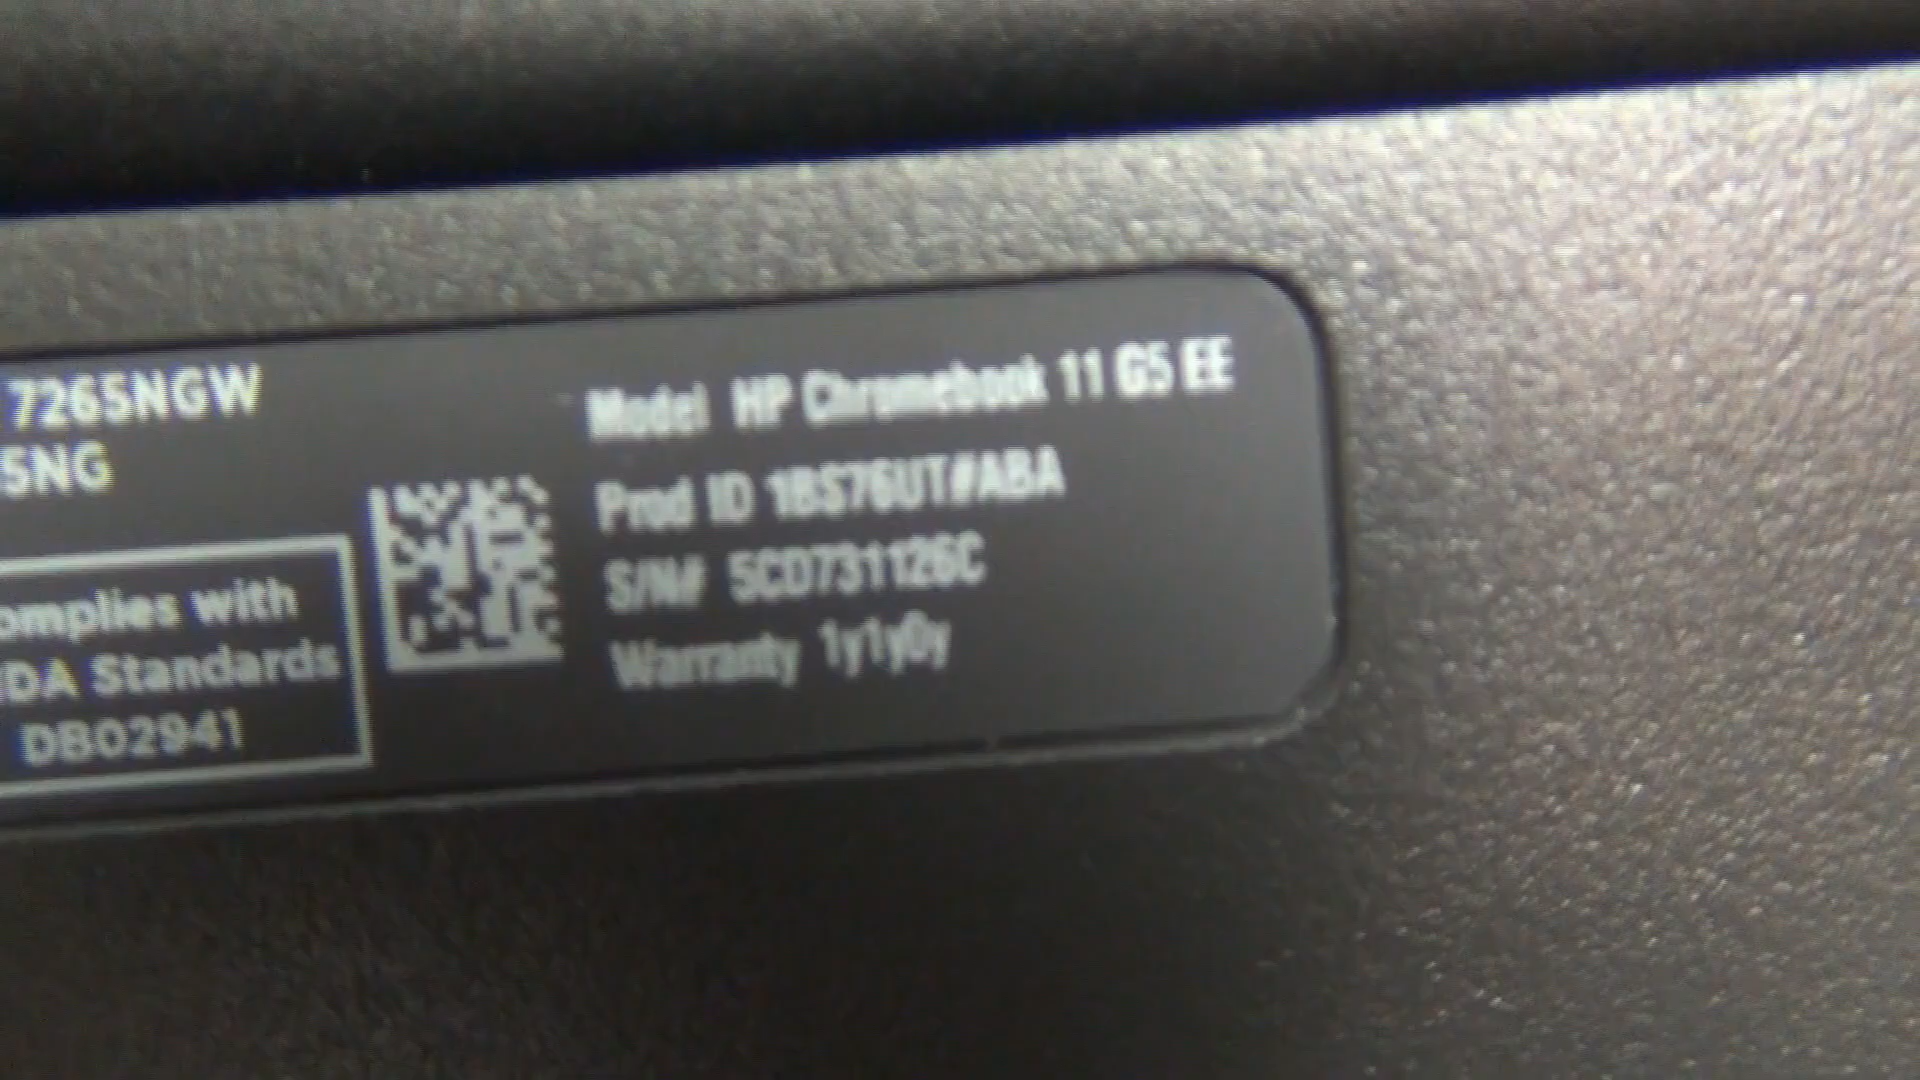 7265NGW
5NG
omplies with
DA Standards
DB02941
Model HP Chromebook 11 G5 EE
Prod ID 1BS76UT#ABA
S/N# 5CD731126C
Warranty 1y1y0y